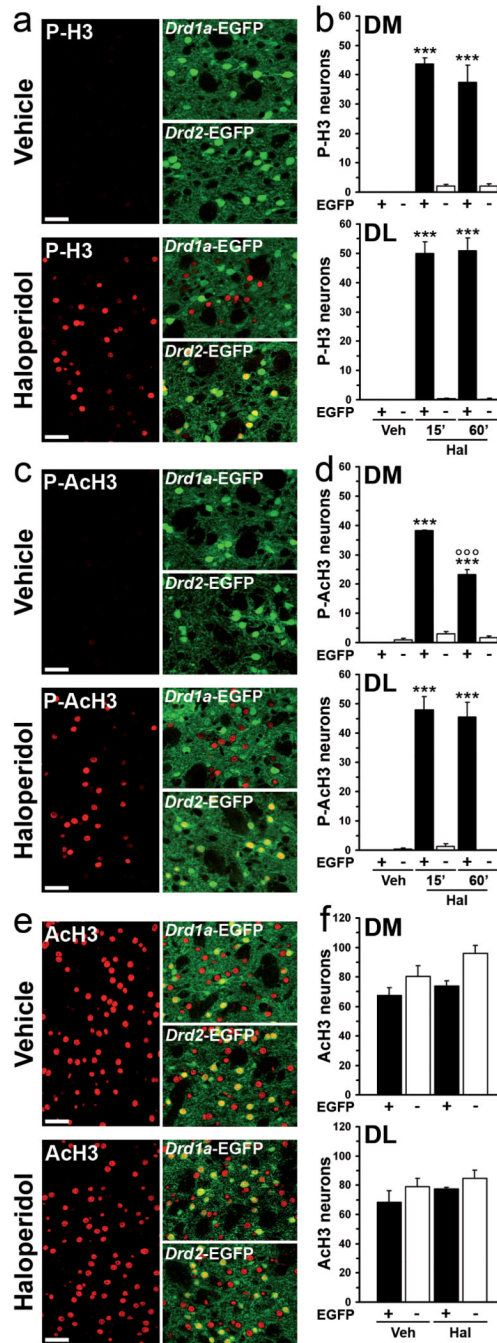 a
P-H3
Drd1a-EGFP
Vehicle
Drd2-EGFP
P-H3
Drd1a-EGFP
Haloperidol
Drd2-EGFP
b
DM
P-H3 neurons
60
50
40
30
20
10
0
***
***
EGFP + - + - + -
DL
P-H3 neurons
60
50
40
30
20
10
0
***
***
EGFP + - + - + -
Veh 15' 60'
Hal
c
P-AcH3
Drd1a-EGFP
Vehicle
Drd2-EGFP
P-AcH3
Drd1a-EGFP
Haloperidol
Drd2-EGFP
d
DM
P-AcH3 neurons
60
50
40
30
20
10
0
***
°°°
***
EGFP + - + - + -
DL
P-AcH3 neurons
60
50
40
30
20
10
0
***
***
EGFP + - + - + -
Veh 15' 60'
Hal
e
AcH3
Drd1a-EGFP
Vehicle
Drd2-EGFP
AcH3
Drd1a-EGFP
Haloperidol
Drd2-EGFP
f
DM
AcH3 neurons
120
100
80
60
40
20
0
EGFP + - + -
DL
AcH3 neurons
120
100
80
60
40
20
0
EGFP + - + -
Veh Hal